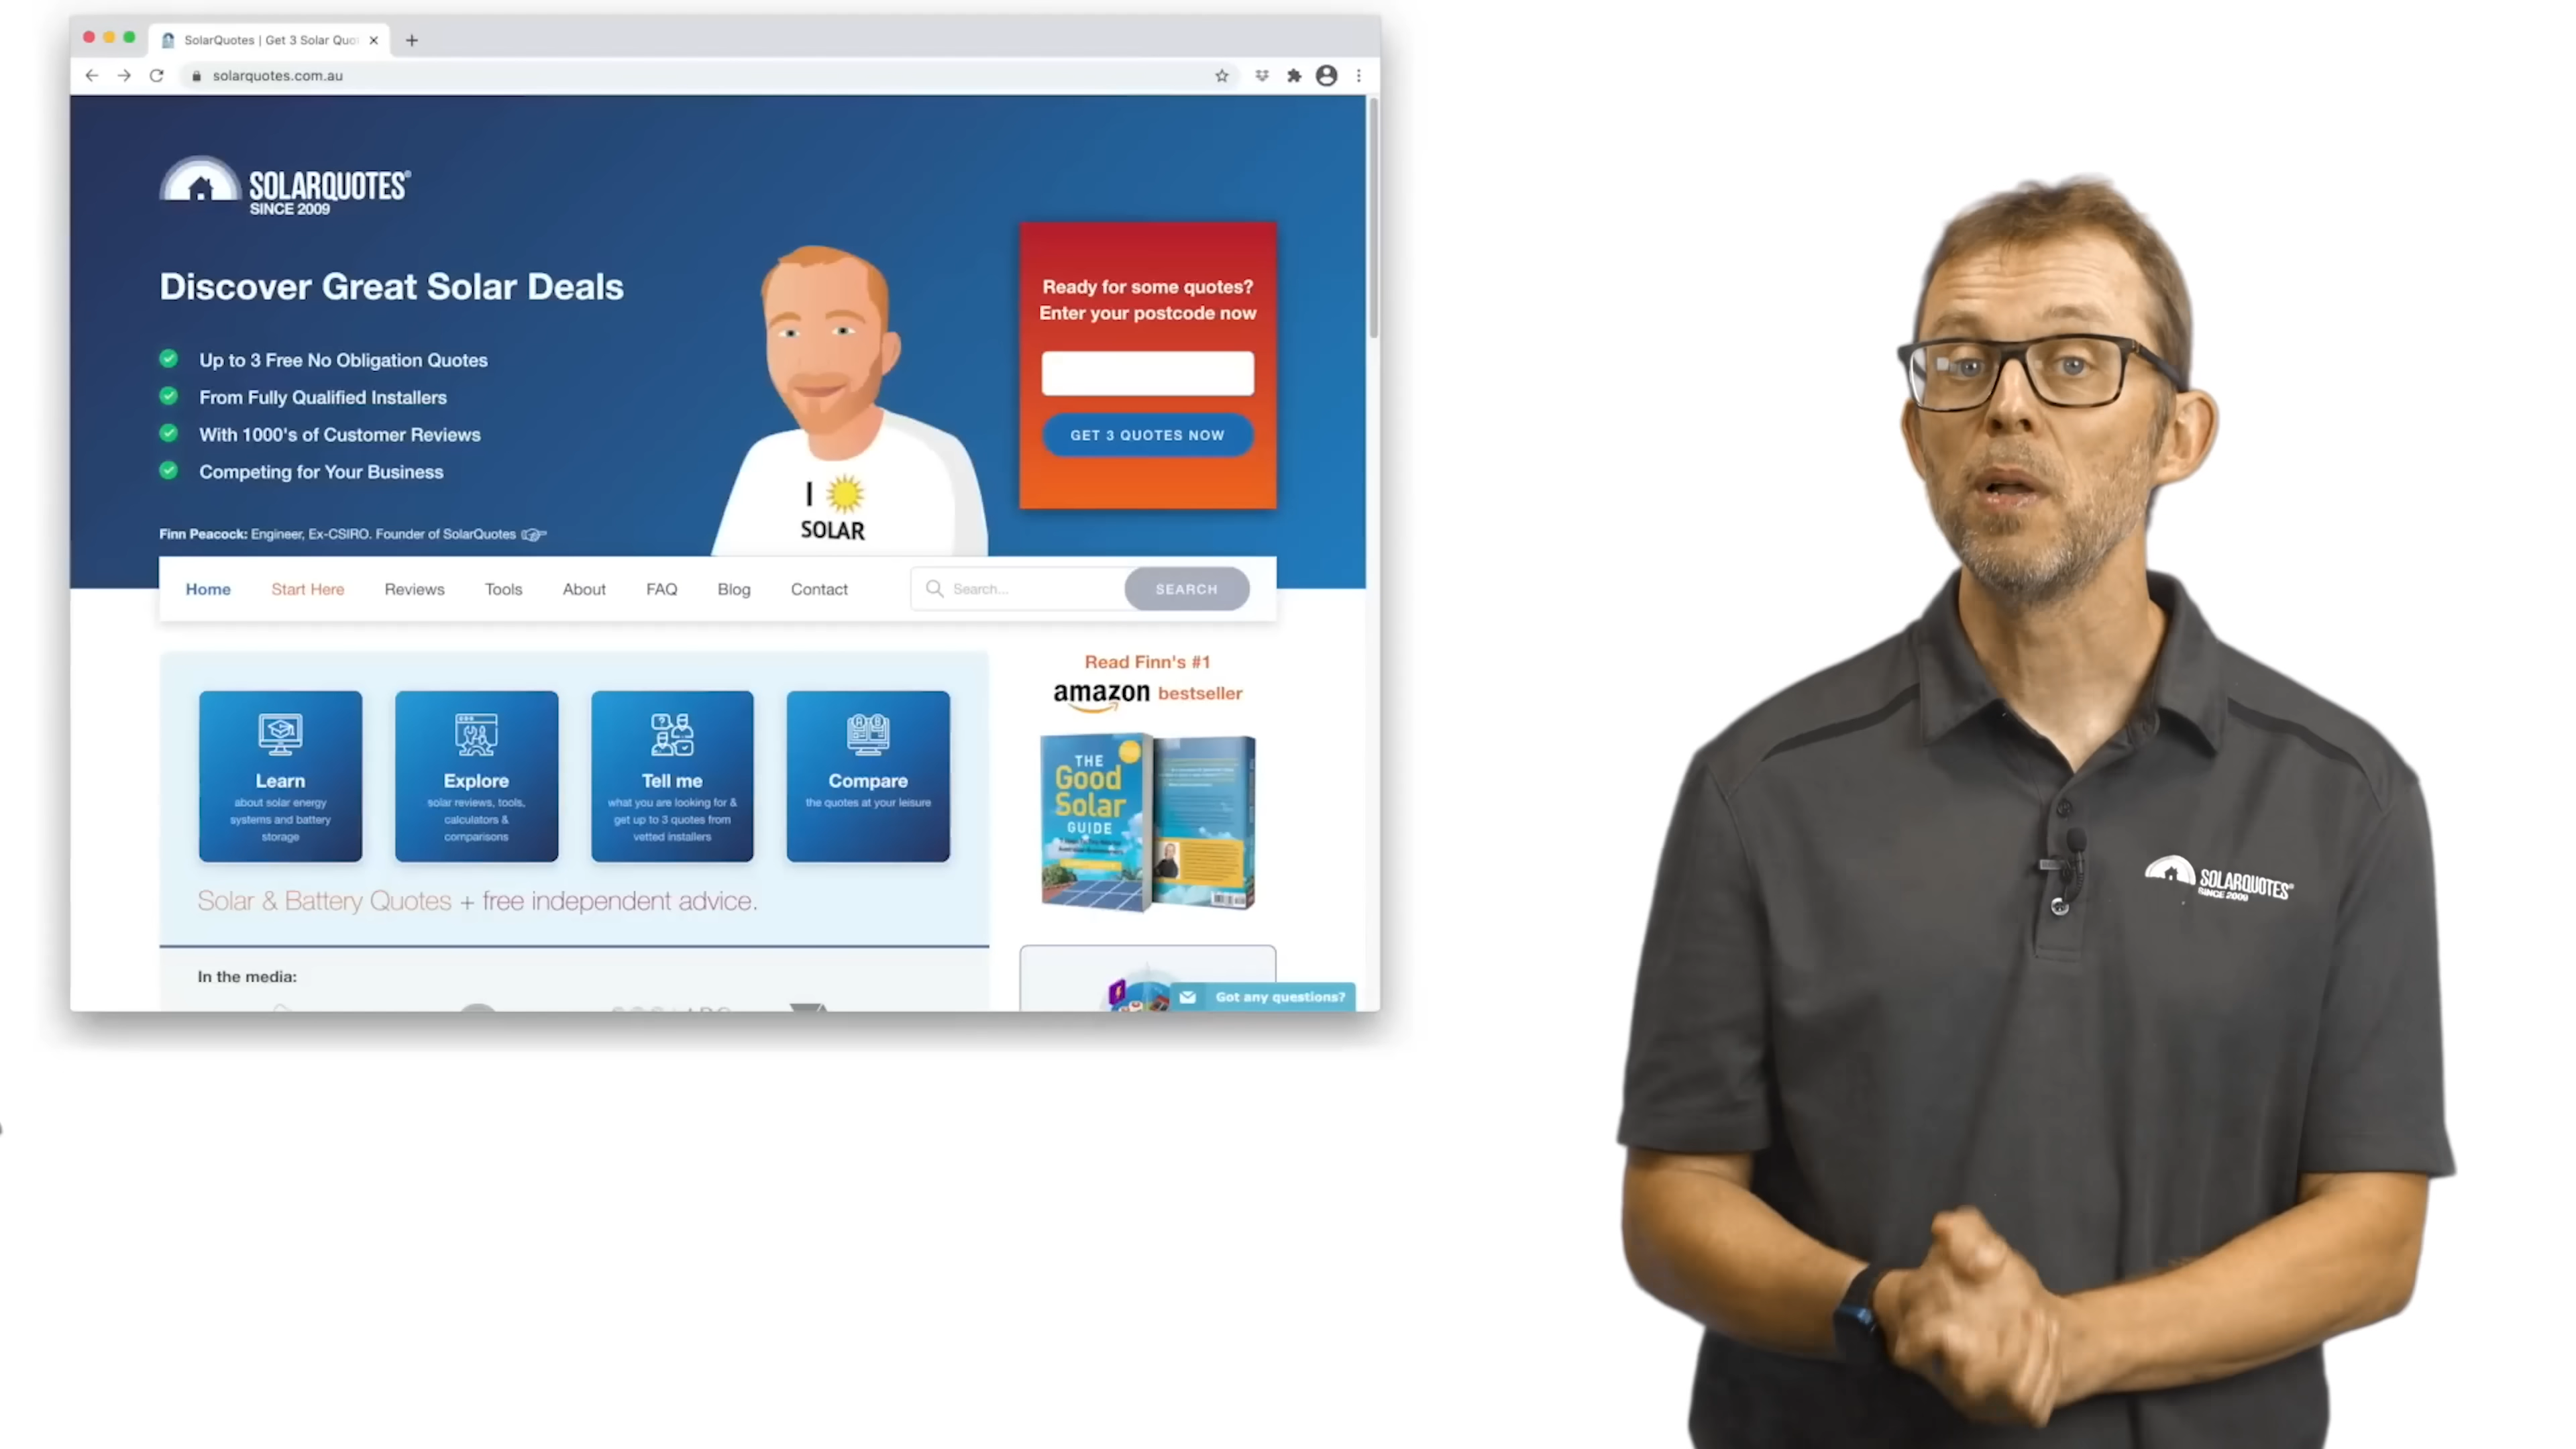 SolarQuotes | Get 3 Solar Quo
solarquotes.com.au
SOLARQUOTES®
SINCE 2009
Discover Great Solar Deals
Up to 3 Free No Obligation Quotes
From Fully Qualified Installers
With 1000's of Customer Reviews
Competing for Your Business
Finn Peacock: Engineer, Ex-CSIRO. Founder of SolarQuotes
I
SOLAR
Ready for some quotes?
Enter your postcode now
GET 3 QUOTES NOW
Home Start Here Reviews Tools About FAQ Blog Contact Search... SEARCH
Learn
about solar energy
systems and battery
storage
Explore
solar reviews, tools,
calculators &
comparisons
Tell me
what you are looking for &
get up to 3 quotes from
vetted installers
Compare
the quotes at your leisure
Solar & Battery Quotes + free independent advice.
In the media:
Read Finn's #1
amazon bestseller
THE
Good
Solar
GUIDE
Got any questions?
SOLARQUOTES®
SINCE 2009